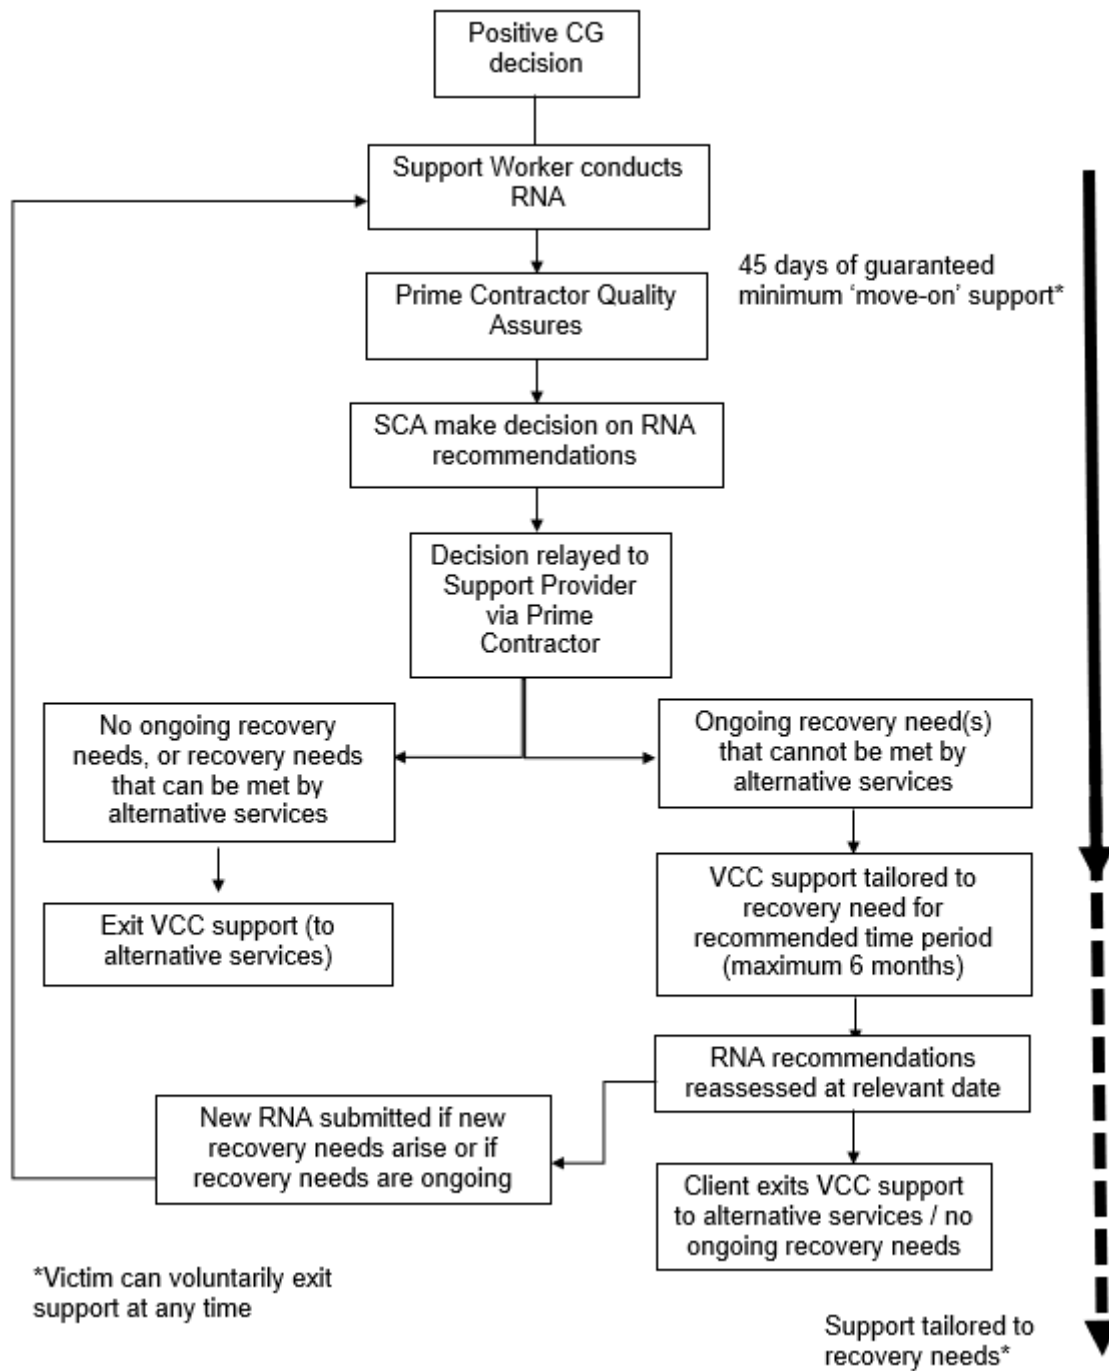 Positive CG
decision
Support Worker conducts
RNA
45 days of guaranteed
minimum ‘move-on’ support*
Prime Contractor Quality
Assures
SCA make decision on RNA
recommendations
Decision relayed to
Support Provider
via Prime
Contractor
No ongoing recovery
needs, or recovery needs
that can be met by
alternative services
Ongoing recovery need(s)
that cannot be met by
alternative services
Exit VCC support (to
alternative services)
VCC support tailored to
recovery need for
recommended time period
(maximum 6 months)
RNA recommendations
reassessed at relevant date
New RNA submitted if new
recovery needs arise or if
recovery needs are ongoing
Client exits VCC support
to alternative services / no
ongoing recovery needs
*Victim can voluntarily exit
support at any time
Support tailored to
recovery needs*